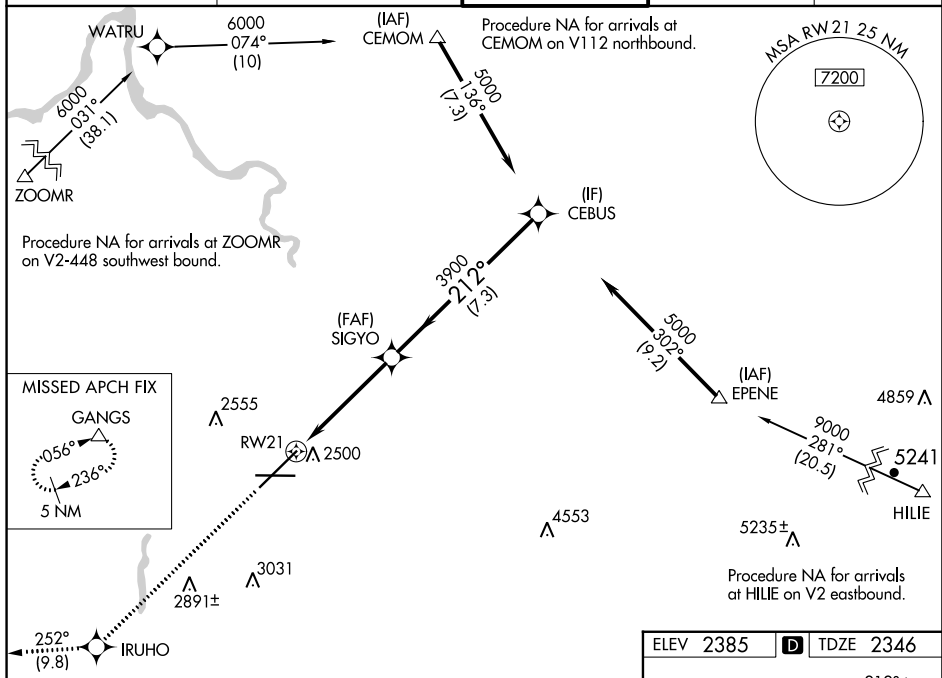 WATRU
6000
074°
(10)
(IAF)
CEMOM
Procedure NA for arrivals at
CEMOM on V112 northbound.
MSA RW21 25 NM
7200
6000
031°
(38.1)
ZOOMR
5000
136°
(7.3)
(IF)
CEBUS
Procedure NA for arrivals at ZOOMR
on V2-448 southwest bound.
3900
212°
(7.3)
(FAF)
SIGYO
5000
302°
(9.2)
(IAF)
EPENE
4859
9000
281°
(20.5)
5241
HILIE
MISSED APCH FIX
GANGS
056°
236°
5 NM
2555
RW21
2500
4553
5235±
3031
2891±
Procedure NA for arrivals
at HILIE on V2 eastbound.
252°
(9.8)
IRUHO
ELEV 2385 D TDZE 2346